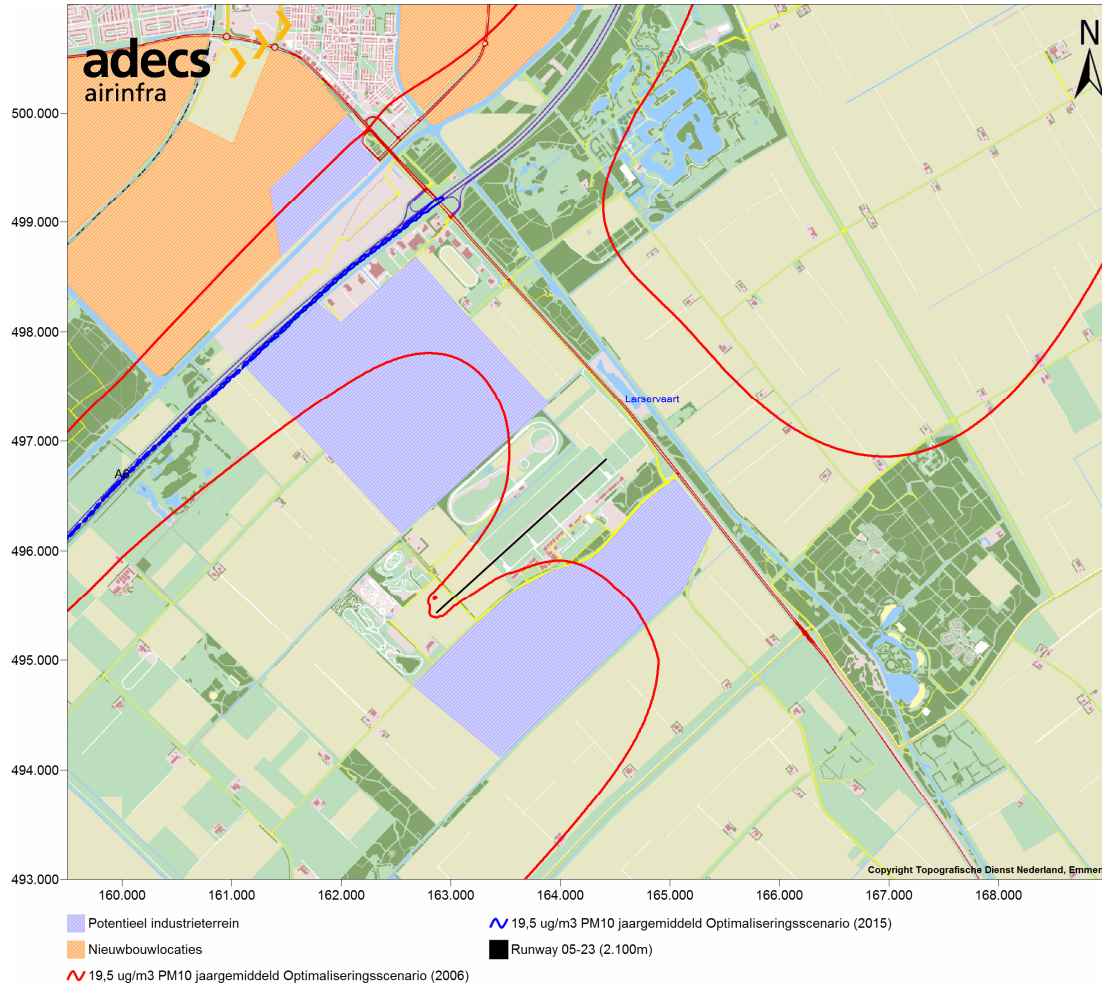 adecs
airinfra
N
500.000
499.000
498.000
Larservaart
497.000
A6
496.000
495.000
494.000
493.000
Copyright Topografische Dienst Nederland, Emmen
160.000 161.000 162.000 163.000 164.000 165.000 166.000 167.000 168.000
Potentieel industrieterrein
19,5 ug/m3 PM10 jaargemiddeld Optimaliseringsscenario (2015)
Nieuwbouwlocaties
Runway 05-23 (2.100m)
19,5 ug/m3 PM10 jaargemiddeld Optimaliseringsscenario (2006)